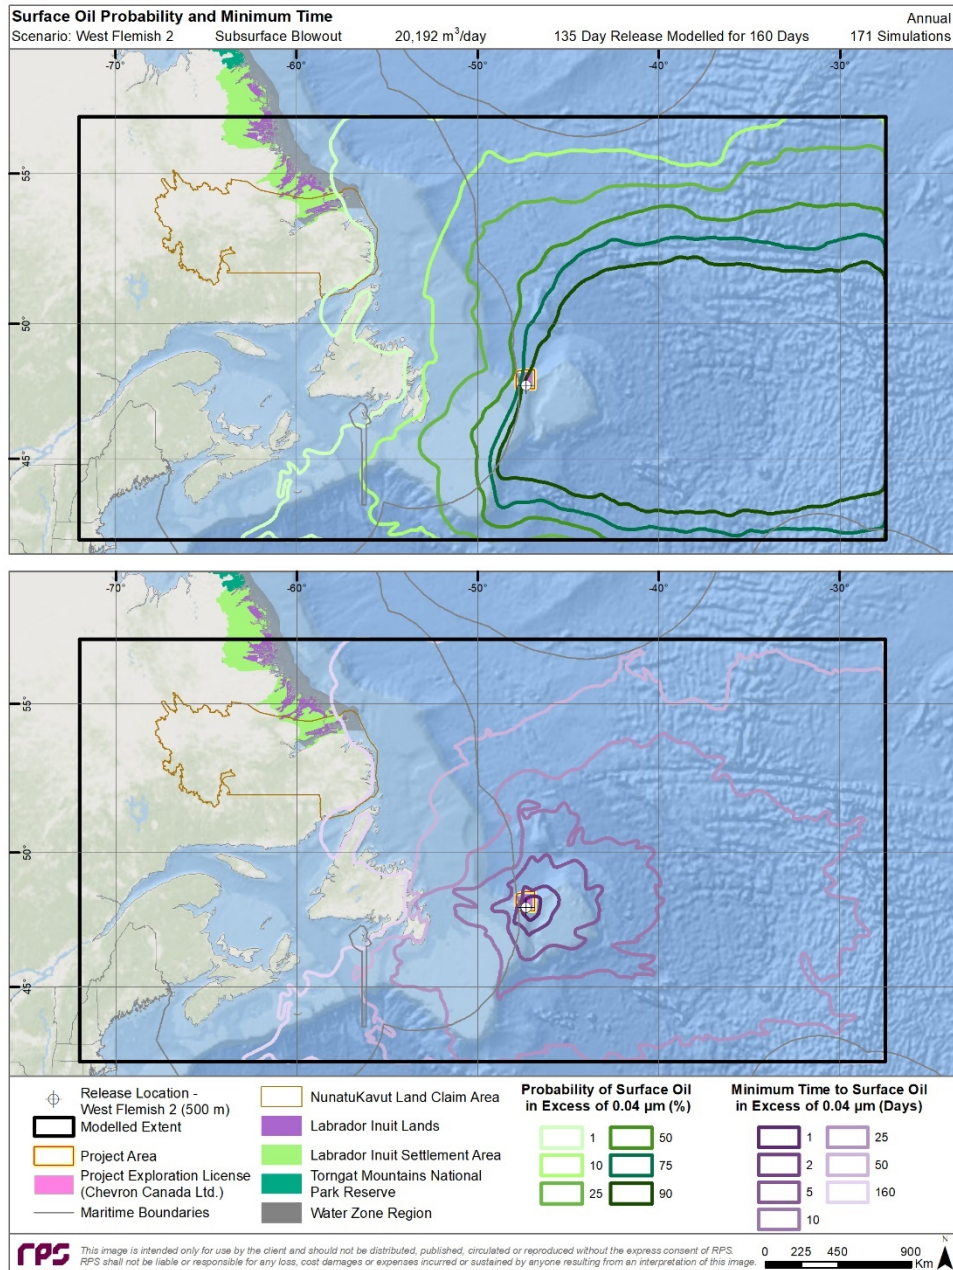 Surface Oil Probability and Minimum Time
Annual
Scenario: West Flemish 2 Subsurface Blowout 20,192 m³/day 135 Day Release Modelled for 160 Days 171 Simulations
-70° -60° -50° -40° -30°
55°
50°
45°
-70° -60° -50° -40° -30°
55°
50°
45°
Release Location -
West Flemish 2 (500 m)
Modelled Extent
Project Area
Project Exploration License
(Chevron Canada Ltd.)
Maritime Boundaries
NunatuKavut Land Claim Area
Labrador Inuit Lands
Labrador Inuit Settlement Area
Torngat Mountains National
Park Reserve
Water Zone Region
Probability of Surface Oil
in Excess of 0.04 µm (%)
1 50
10 75
25 90
Minimum Time to Surface Oil
in Excess of 0.04 µm (Days)
1 25
2 50
5 160
10
rps
This image is intended only for use by the client and should not be distributed, published, circulated or reproduced without the express consent of RPS.
RPS shall not be liable or responsible for any loss, cost damages or expenses incurred or sustained by anyone resulting from an interpretation of this image.
0 225 450 900
Km
N